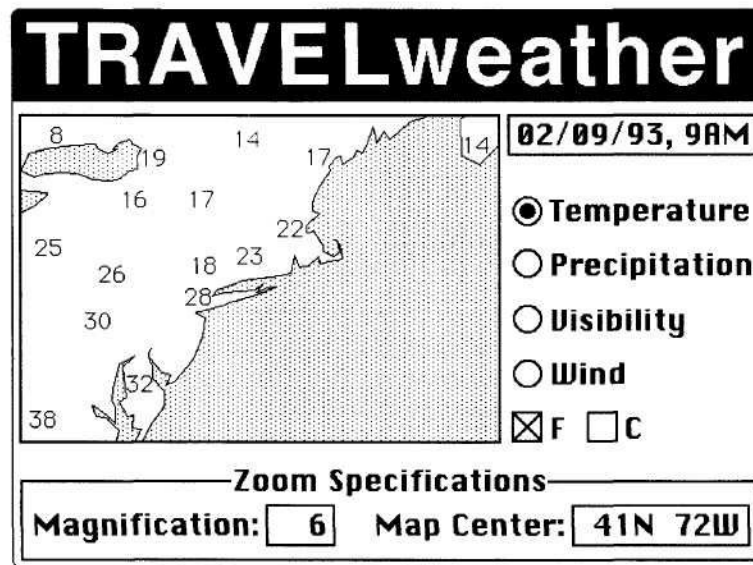 TRAVELweather
8
19
14
17
14
02/09/93, 9AM
16
17
Temperature
25
22
26
18
23
Precipitation
28
30
Visibility
32
Wind
38
F
C
Zoom Specifications
Magnification: 6
Map Center: 41N 72W